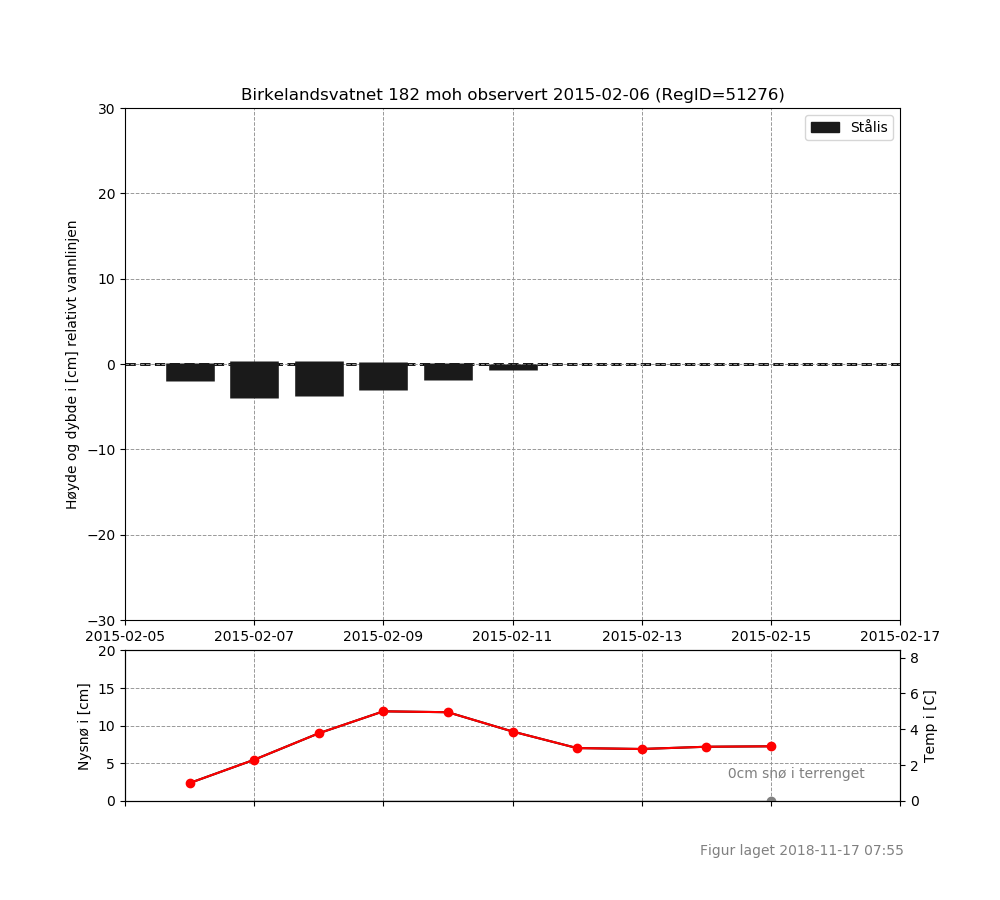 Birkelandsvatnet 182 moh observert 2015-02-06 (RegID=51276)
Stålis
Høyde og dybde i [cm] relativt vannlinjen
30
20
10
0
−10
−20
−30
2015-02-05 2015-02-07 2015-02-09 2015-02-11 2015-02-13 2015-02-15 2015-02-17
Nysnø i [cm]
20
15
10
5
0
8
6
4
2
0
Temp i [C]
0cm snø i terrenget
Figur laget 2018-11-17 07:55